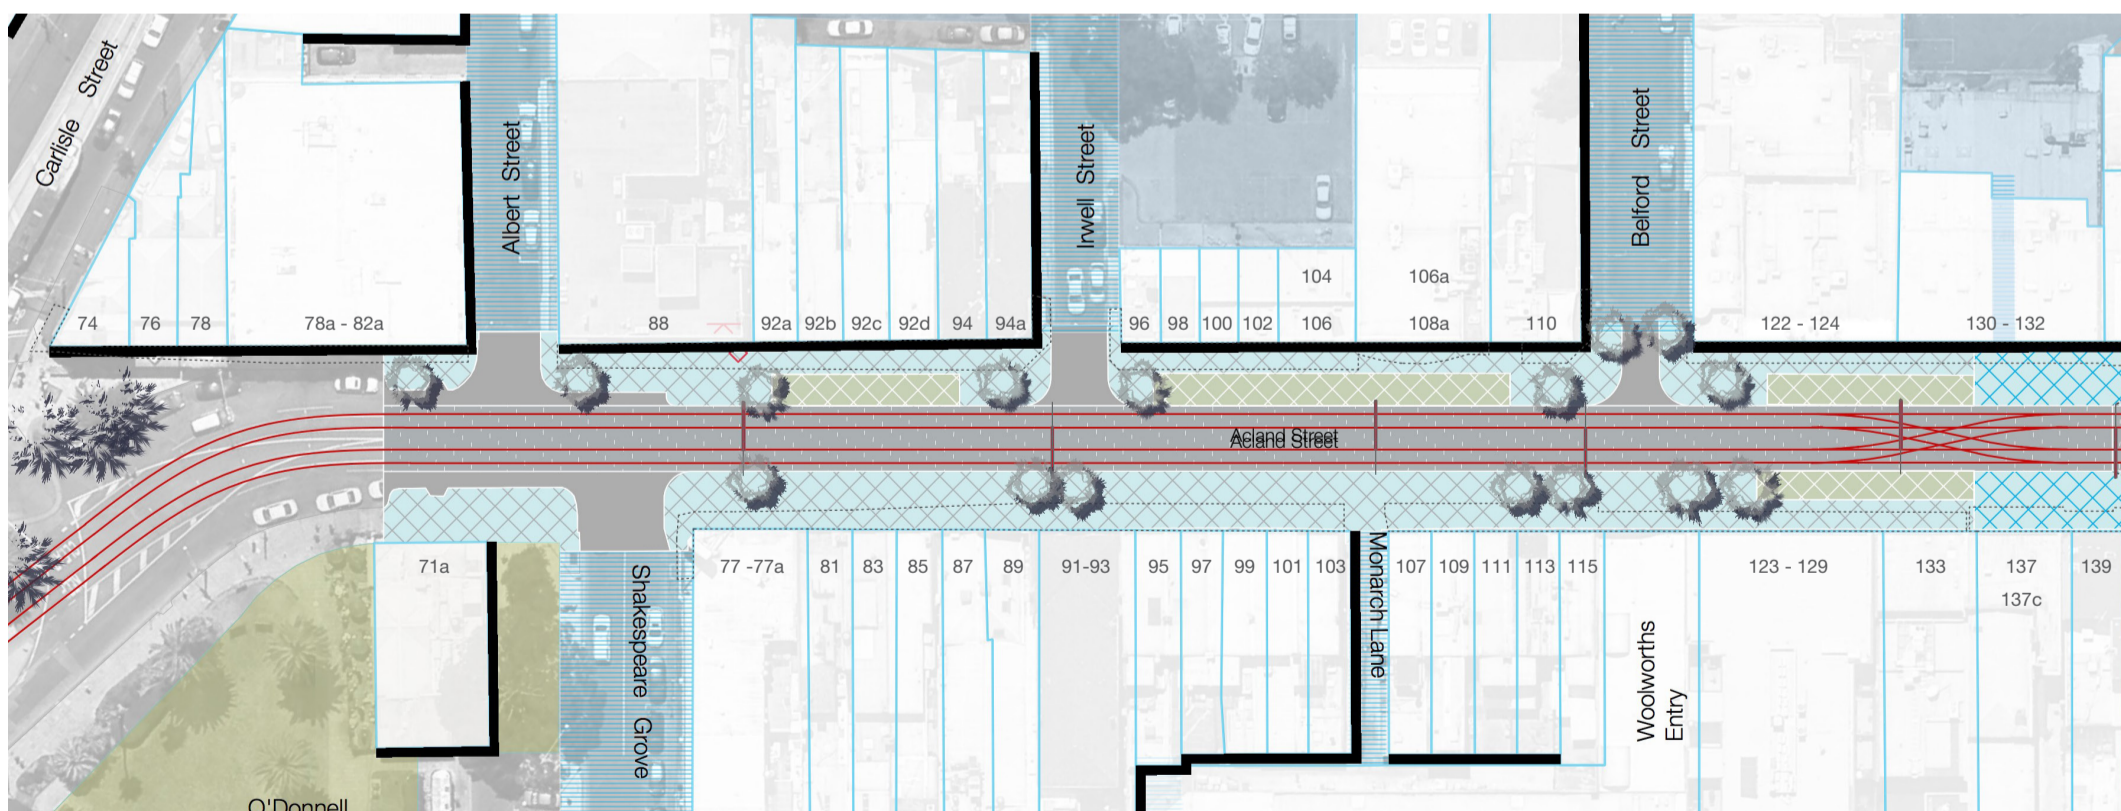 Carlisle Street
Albert Street
Irwell Street
Belford Street
104
106a
74
76
78
78a - 82a
88
92a
92b
92c
92d
94
94a
96
98
100
102
106
108a
110
122 - 124
130 - 132
Acland Street
Acland Street
71a
Shakespeare Grove
77 -77a
81
83
85
87
89
91-93
95
97
99
101
103
Monarch Lane
107
109
111
113
115
Woolworths
Entry
123 - 129
133
137
139
137c
O'Donnell